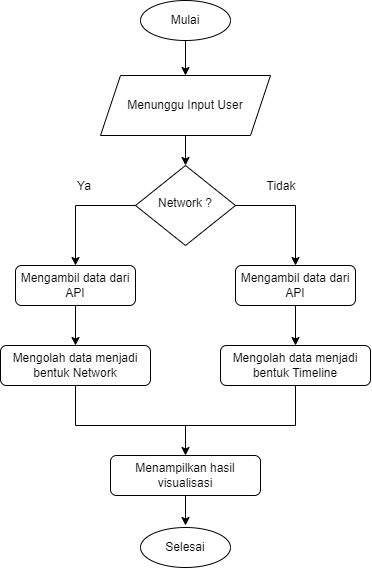 Mulai
Menunggu Input User
Ya
Tidak
Network ?
Mengambil data dari
API
Mengambil data dari
API
Mengolah data menjadi
bentuk Network
Mengolah data menjadi
bentuk Timeline
Menampilkan hasil
visualisasi
Selesai